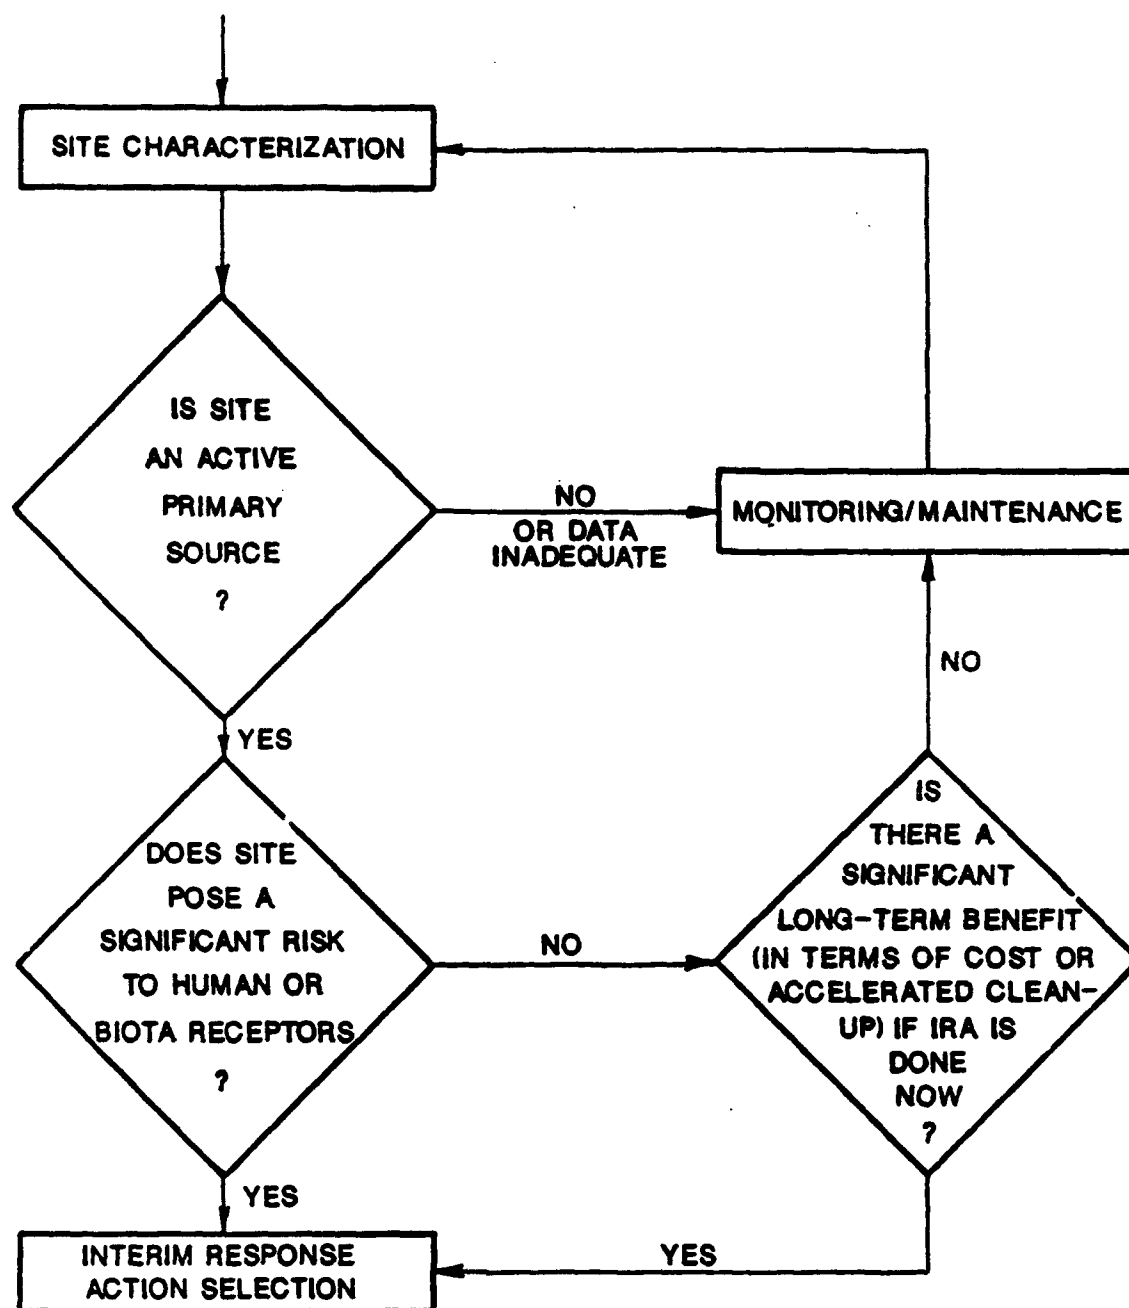 SITE CHARACTERIZATION
IS SITE
AN ACTIVE
PRIMARY
SOURCE
?
NO
OR DATA
INADEQUATE
MONITORING/MAINTENANCE
NO
YES
DOES SITE
POSE A
SIGNIFICANT RISK
TO HUMAN OR
BIOTA RECEPTORS
?
NO
IS
THERE A
SIGNIFICANT
LONG-TERM BENEFIT
(IN TERMS OF COST OR
ACCELERATED CLEAN-
UP) IF IRA IS
DONE
NOW
?
YES
YES
INTERIM RESPONSE
ACTION SELECTION